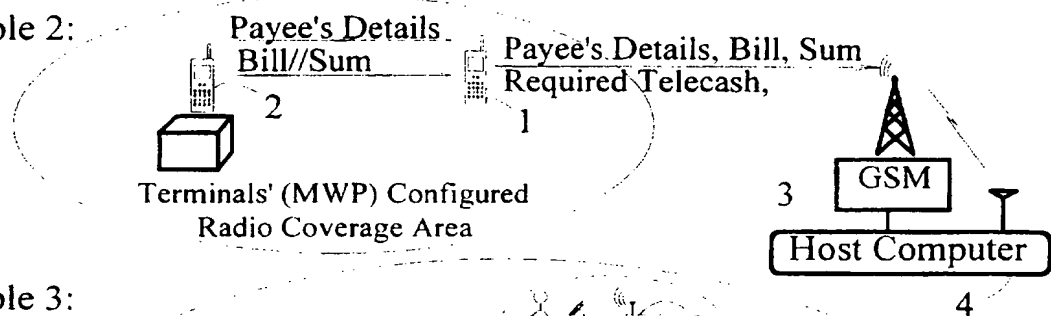 ple 2:
Payee's Details
Bill//Sum
2
1
Payee's Details, Bill, Sum
Required Telecash,
Terminals' (MWP) Configured
Radio Coverage Area
3
GSM
Host Computer
4
ple 3: